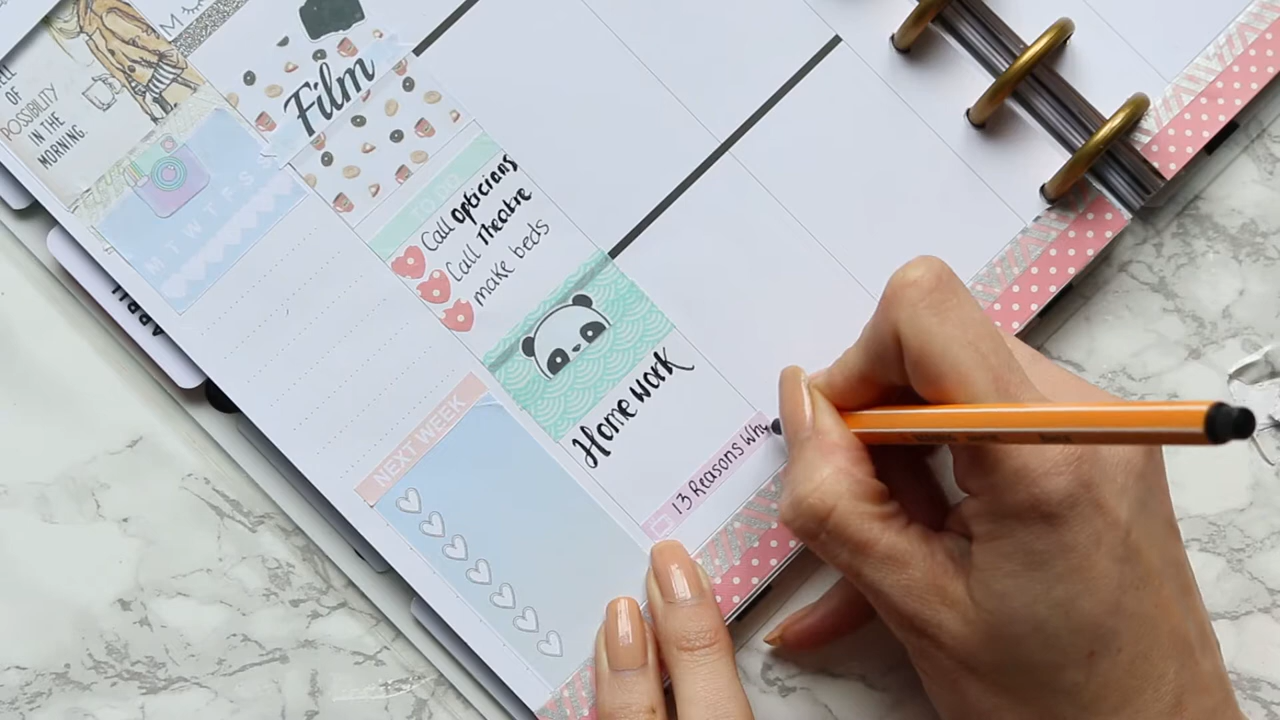 OF
POSSIBILITY
IN THE
MORNING.
M
M T W T F S
Film
TO DO
Call opticians
Call Theatre
make beds
Home work
13 Reasons Why
NEXT WEEK
APRIL